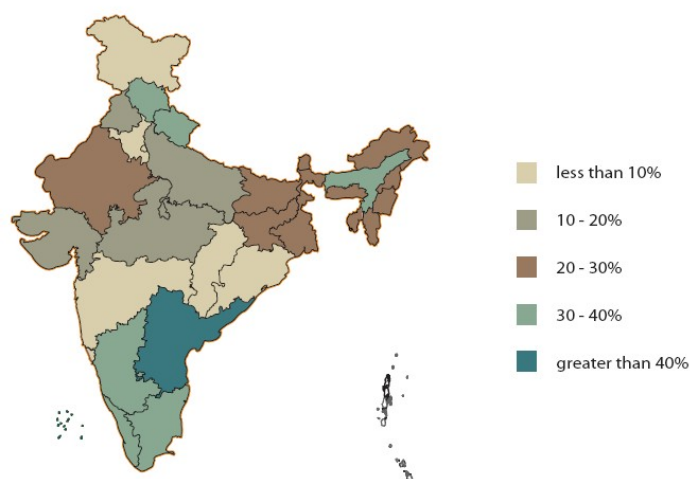 less than 10%
10 - 20%
20 - 30%
30 - 40%
greater than 40%